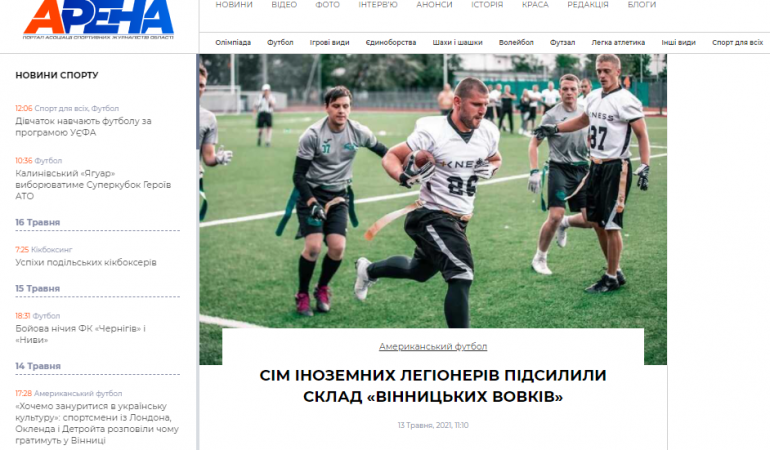 АРЕНА
ПОРТАЛ АСОЦІАЦІЇ СПОРТИВНИХ ЖУРНАЛІСТІВ ОБЛАСТІ
НОВИНИ ВІДЕО ФОТО ІНТЕРВ'Ю АНОНСИ ІСТОРІЯ КРАСА РЕДАКЦІЯ БЛОГИ
Олімпіада Футбол Ігрові види Єдиноборства Шахи і шашки Волейбол Футзал Легка атлетика Інші види Спорт для всіх
НОВИНИ СПОРТУ
12:06 Спорт для всіх, Футбол
Дівчаток навчають футболу за
програмою УЄФА
10:36 Футбол
Калинівський «Ягуар»
виборюватиме Суперкубок Героїв
АТО
16 Травня
7:25 Кікбоксинг
Успіхи подільських кікбоксерів
15 Травня
18:31 Футбол
Бойова нічия ФК «Чернігів» і
«Ниви»
14 Травня
17:28 Американський футбол
«Хочемо зануритися в українську
культуру»: спортсмени із Лондона,
Окленда і Детройта розповіли чому
гратимуть у Вінниці
KNESS
87
Американський футбол
СІМ ІНОЗЕМНИХ ЛЕГІОНЕРІВ ПІДСИЛИЛИ
СКЛАД «ВІННИЦЬКИХ ВОВКІВ»
13 Травня, 2021, 11:10